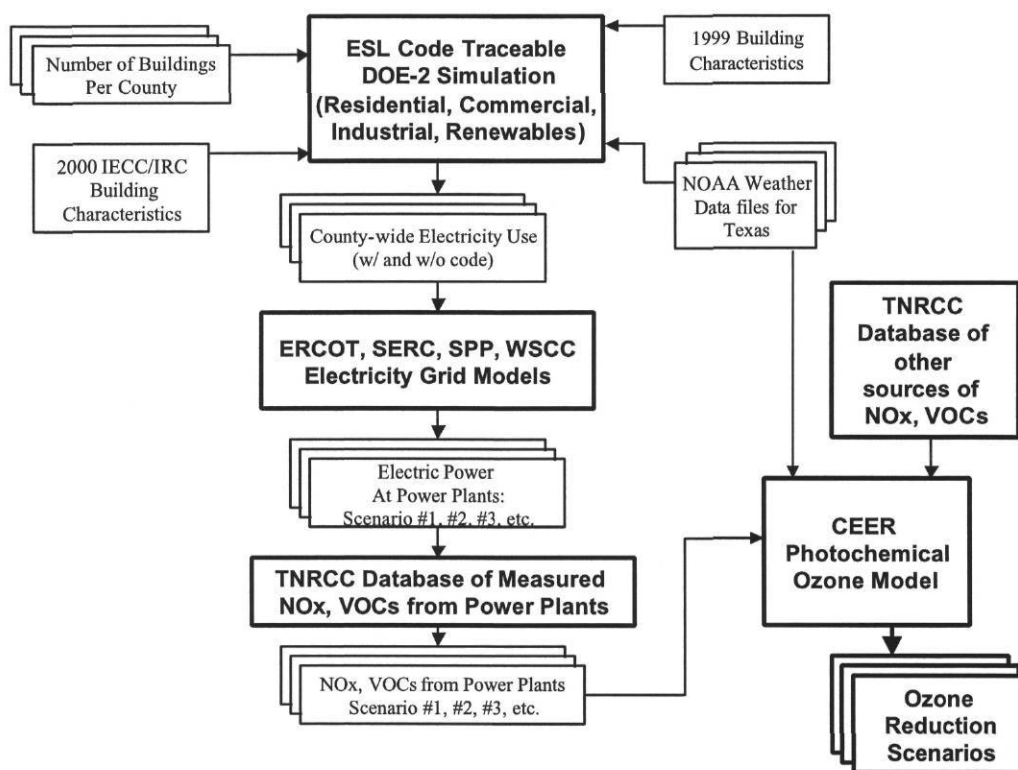 ESL Code Traceable
DOE-2 Simulation
(Residential, Commercial,
Industrial, Renewables)
Number of Buildings
Per County
1999 Building
Characteristics
2000 IECC/IRC
Building
Characteristics
NOAA Weather
Data files for
Texas
County-wide Electricity Use
(w/ and w/o code)
ERCOT, SERC, SPP, WSCC
Electricity Grid Models
TNRCC
Database of
other
sources of
NOx, VOCs
Electric Power
At Power Plants:
Scenario #1, #2, #3, etc.
CEER
Photochemical
Ozone Model
TNRCC Database of Measured
NOx, VOCs from Power Plants
NOx, VOCs from Power Plants
Scenario #1, #2, #3, etc.
Ozone
Reduction
Scenarios